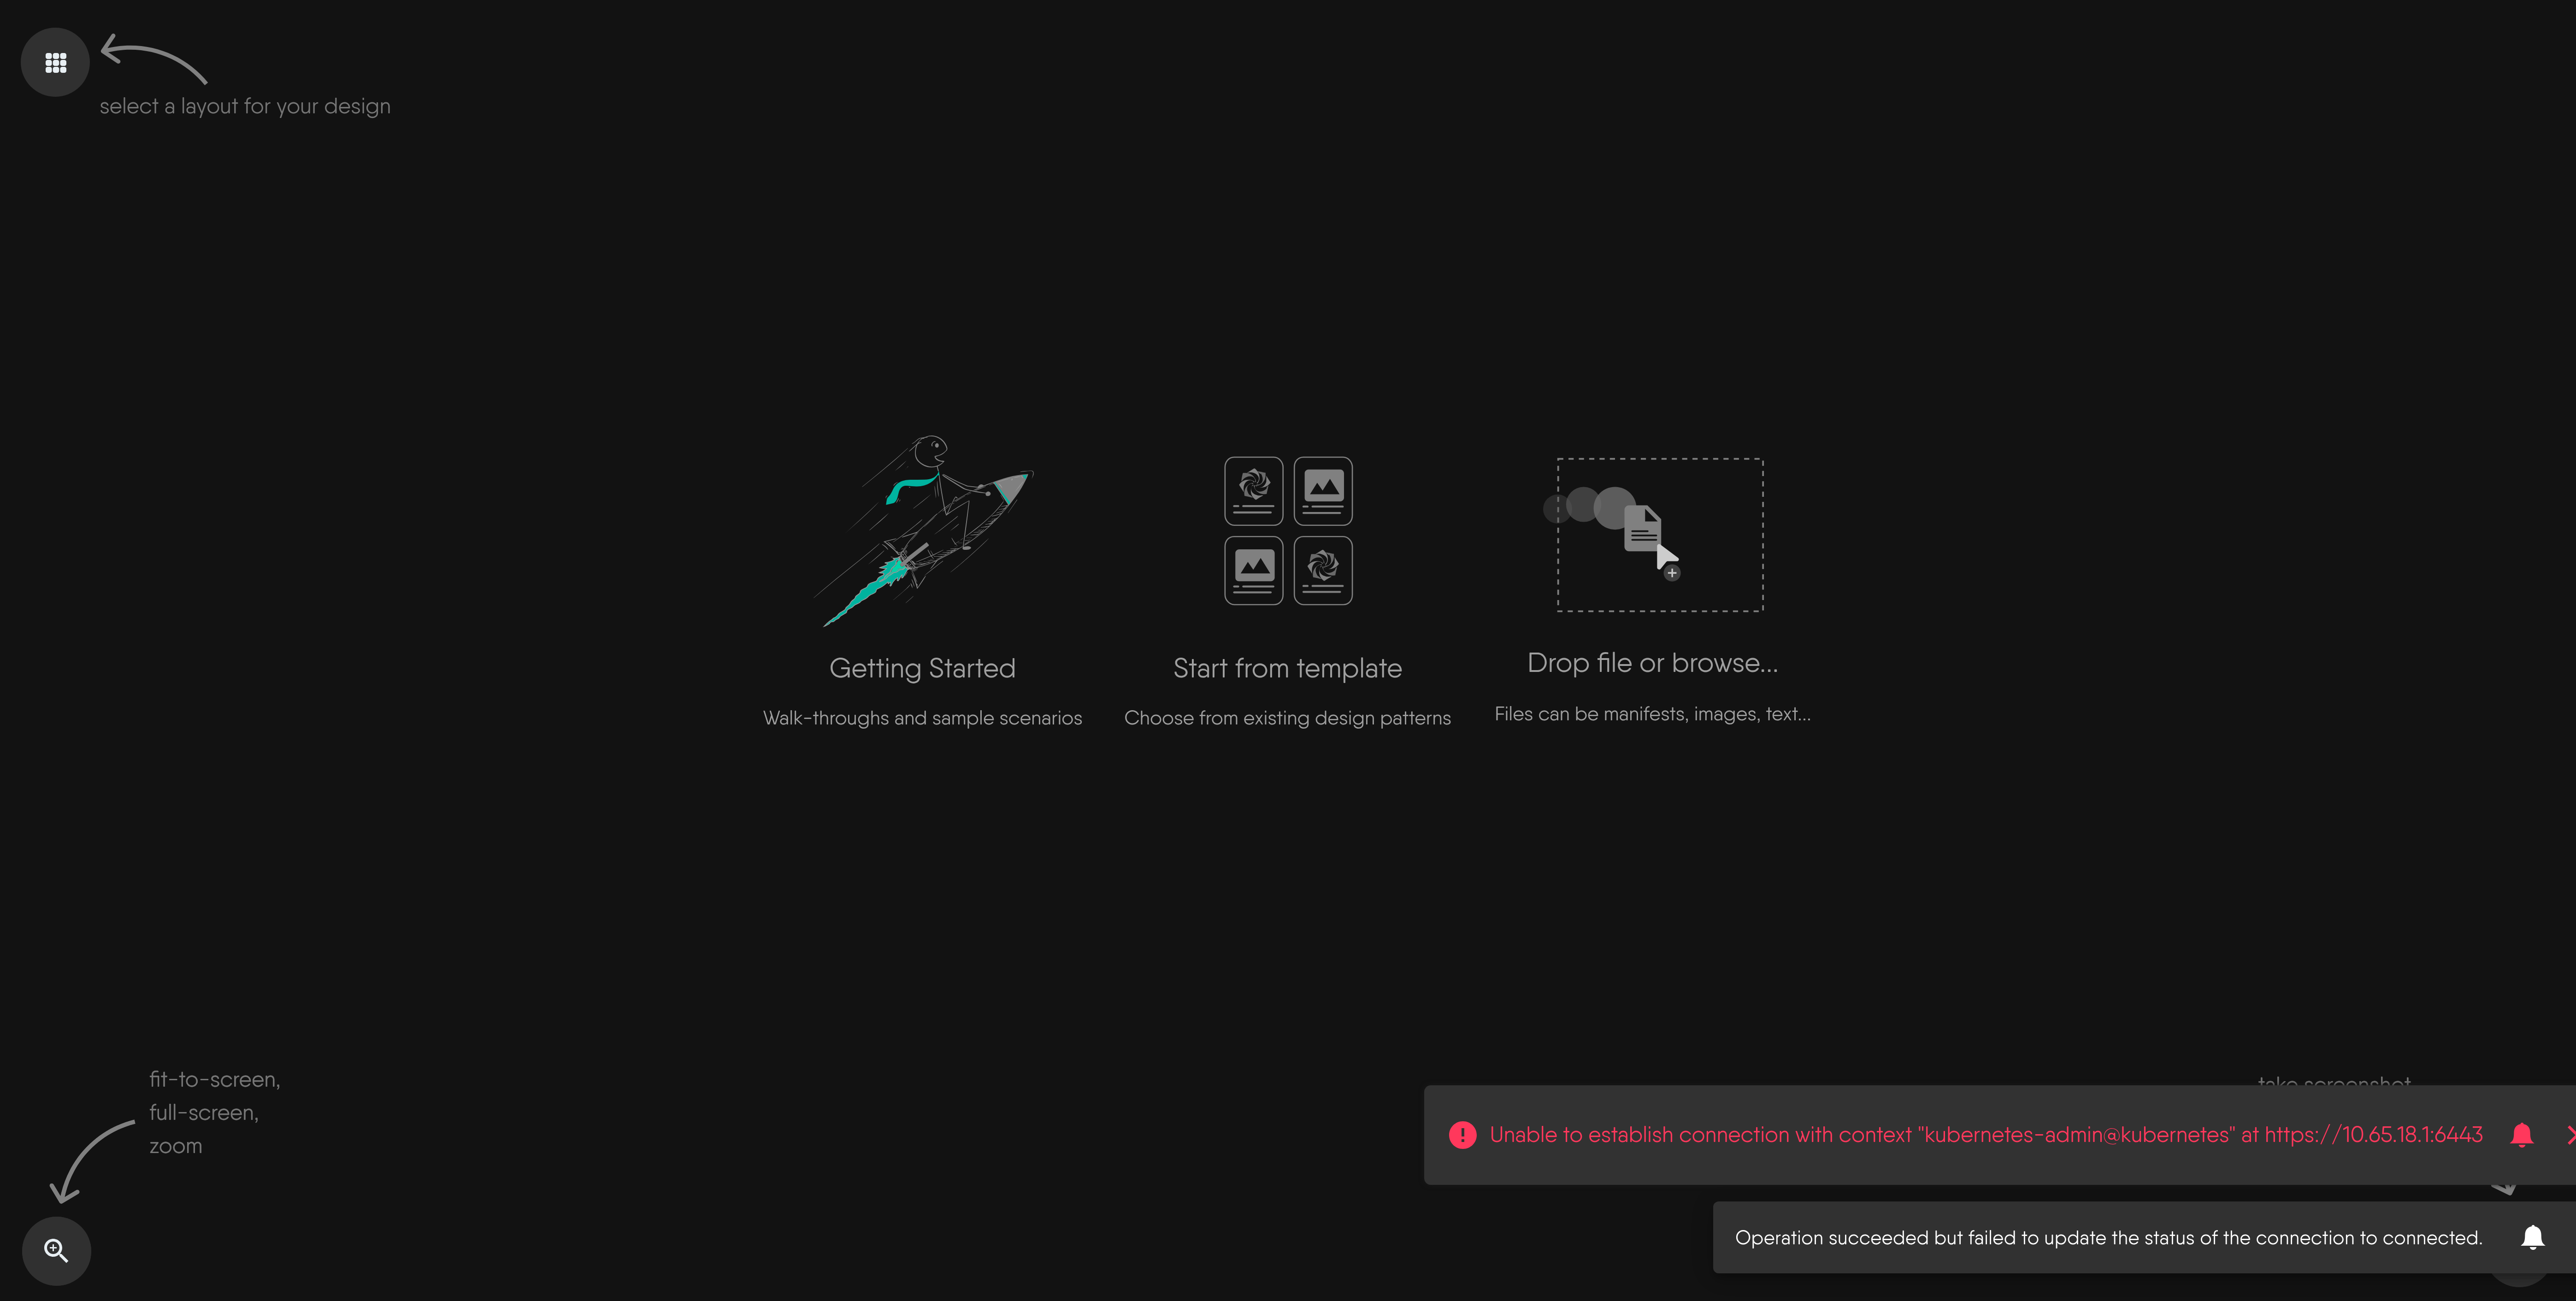 select a layout for your design
Getting Started
Walk-throughs and sample scenarios
Start from template
Choose from existing design patterns
Drop file or browse...
Files can be manifests, images, text...
fit-to-screen,
full-screen,
zoom
take screenshot
Unable to establish connection with context "kubernetes-admin@kubernetes" at https://10.65.18.1:6443
Operation succeeded but failed to update the status of the connection to connected.